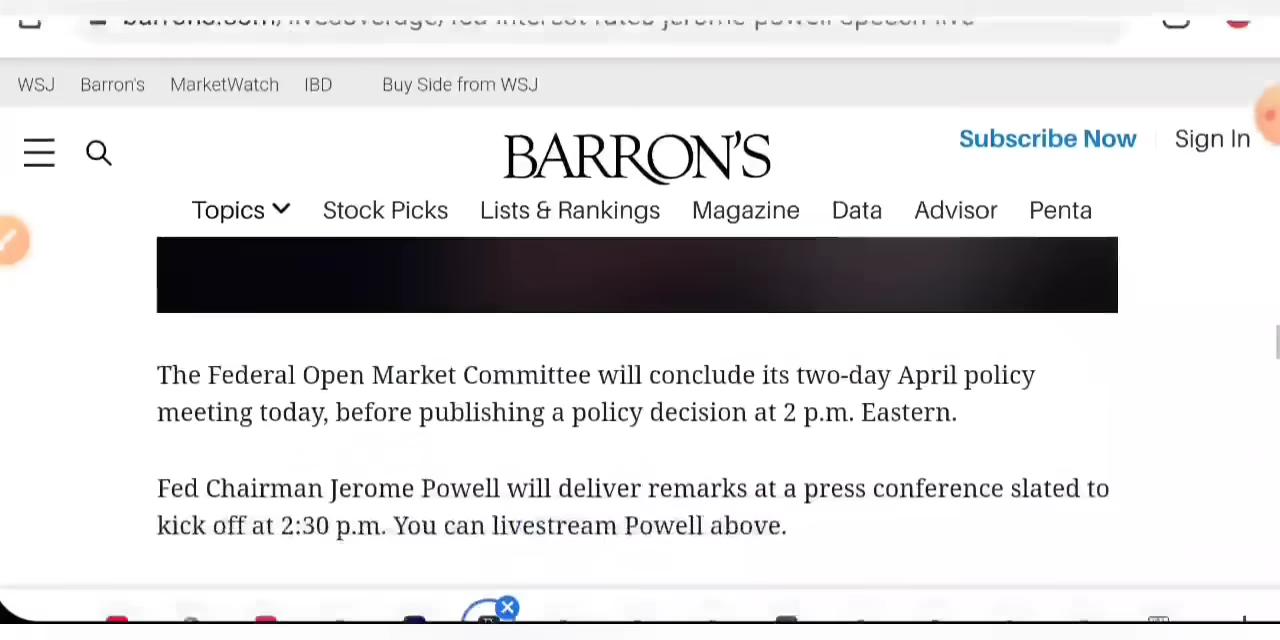 WSJ Barron's MarketWatch IBD Buy Side from WSJ
BARRON'S
Subscribe Now Sign In
Topics Stock Picks Lists & Rankings Magazine Data Advisor Penta
The Federal Open Market Committee will conclude its two-day April policy
meeting today, before publishing a policy decision at 2 p.m. Eastern.
Fed Chairman Jerome Powell will deliver remarks at a press conference slated to
kick off at 2:30 p.m. You can livestream Powell above.